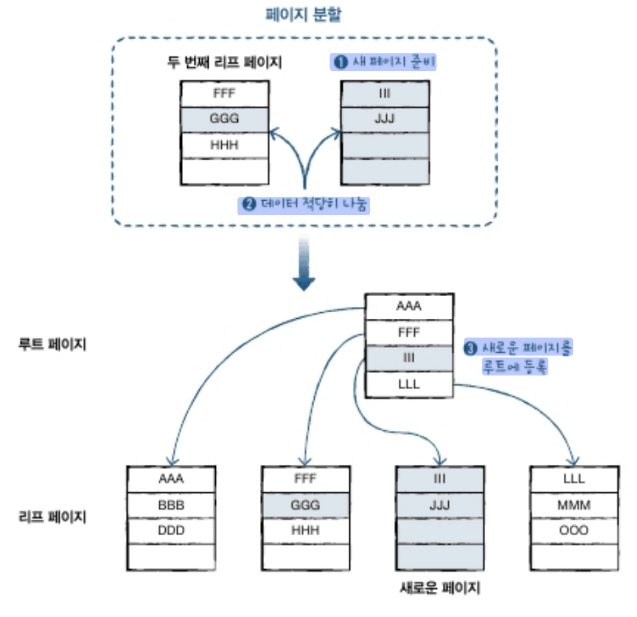 페이지 분할
두 번째 리프 페이지
❶ 새 페이지 준비
FFF
GGG
HHH
III
JJJ
❷ 데이터 적당히 나눔
루트 페이지
AAA
FFF
III
LLL
❸ 새로운 페이지를
루트에 등록
리프 페이지
AAA
BBB
DDD
FFF
GGG
HHH
III
JJJ
LLL
MMM
OOO
새로운 페이지